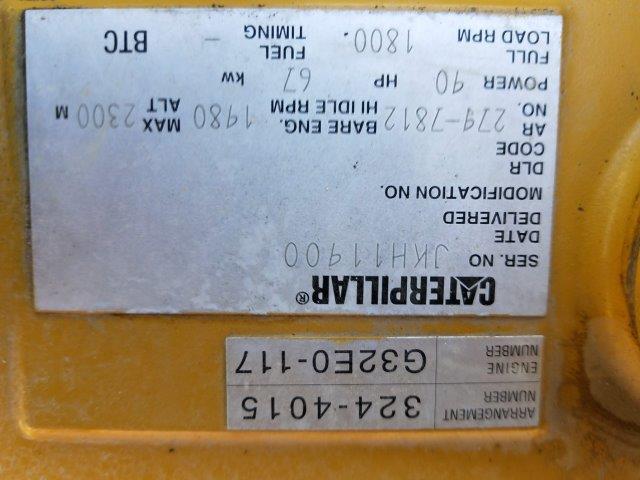 ARRANGEMENT NUMBER 324-4015
ENGINE NUMBER G32E0-117
CATERPILLAR®
SER. NO JKH11900
DATE DELIVERED
MODIFICATION NO.
DLR CODE
AR NO. 279-7812 BARE ENG. HI IDLE RPM 1980 MAX ALT 2300 M
POWER 90 HP 67 kw
FULL LOAD RPM 1800. FUEL TIMING - BTC